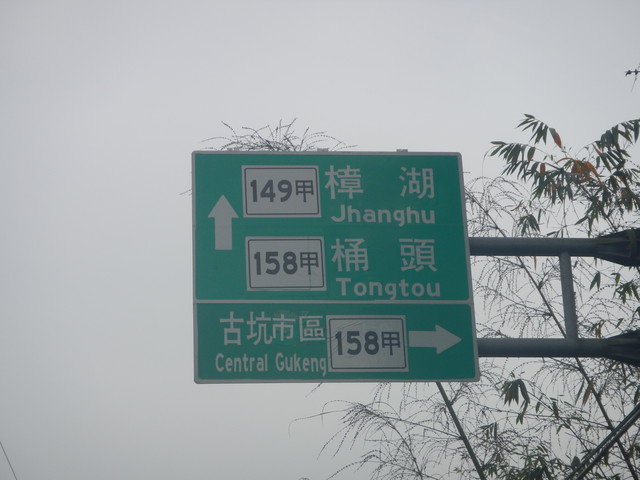 149甲 樟湖
Jhanghu
158甲 桶頭
Tongtou
古坑市區 158甲
Central Gukeng